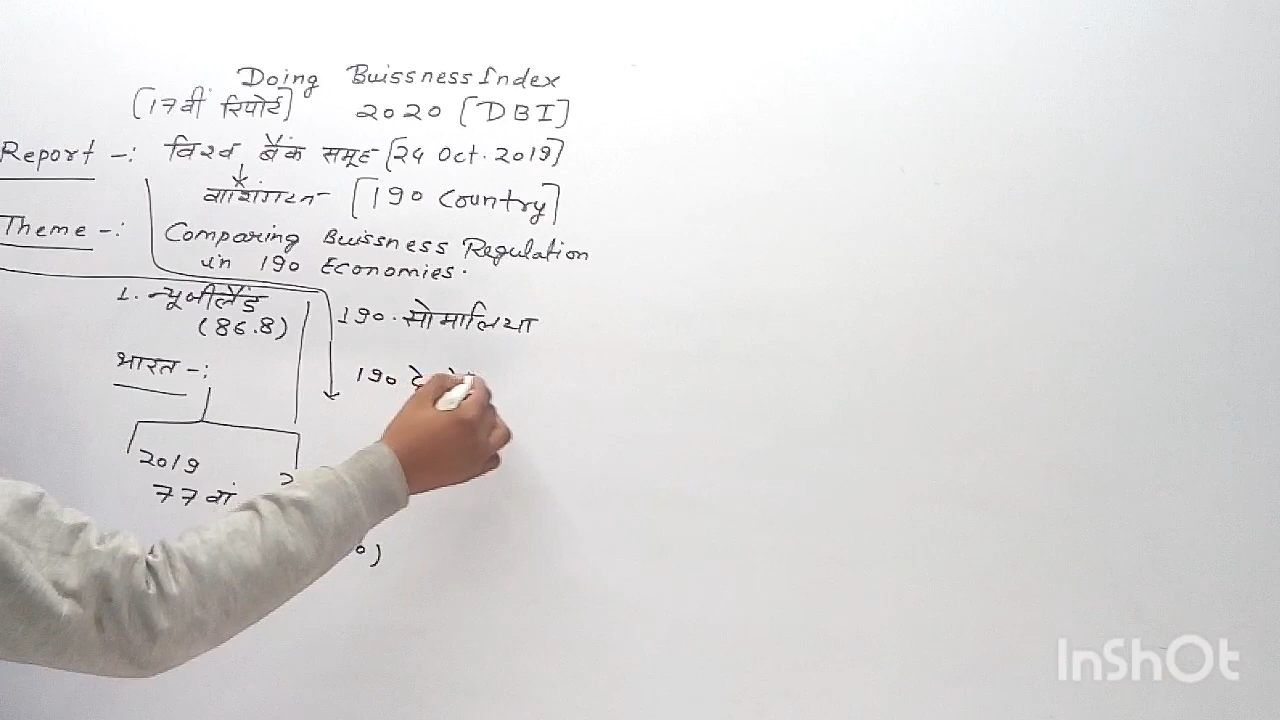 Doing Buissness Index
[17वीं रिपोर्ट] 2020 [DBI]
Report -: विश्व बैंक समूह [24 Oct. 2019]
वाशिंगटन [190 Country]
Theme -: Comparing Buissness Regulation
in 190 Economies.
1. न्यूजीलैंड
(86.8)
190. सोमालिया
भारत -:
190
2019
77वां
InShOt